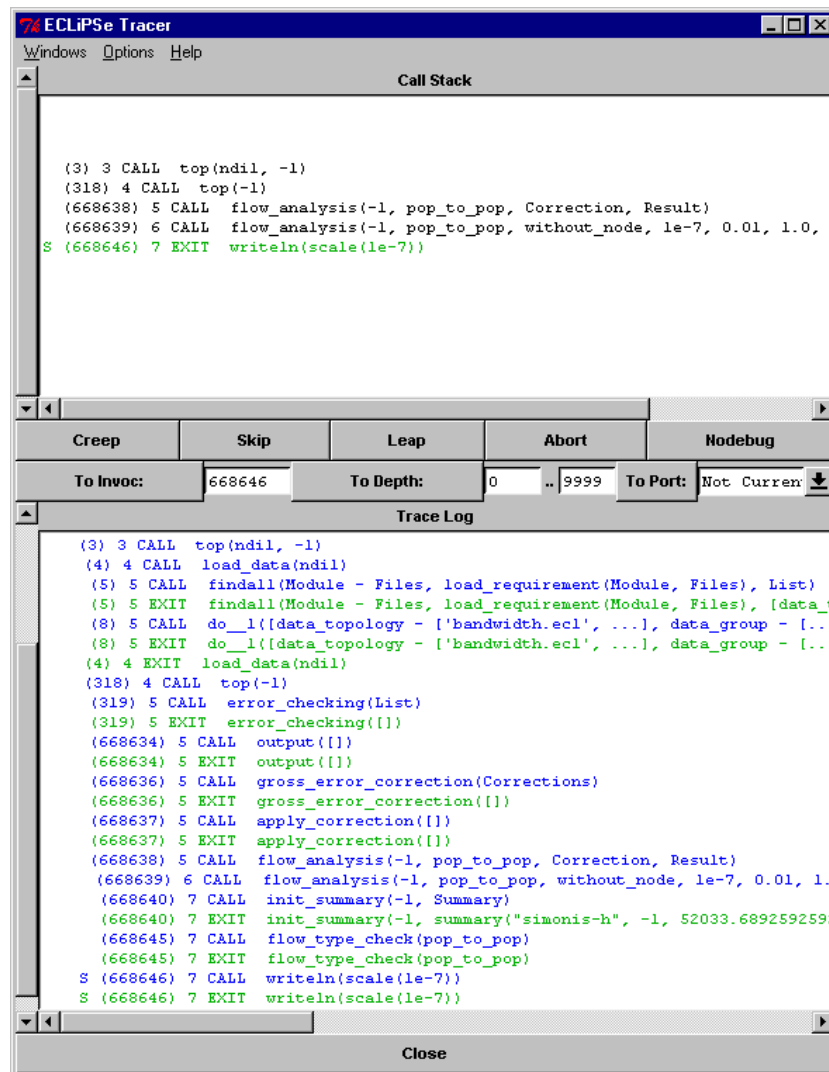 ECLiPSe Tracer
Windows Options Help
Call Stack
(3) 3 CALL top(ndil, -1)
(318) 4 CALL top(-1)
(668638) 5 CALL flow_analysis(-1, pop_to_pop, Correction, Result)
(668639) 6 CALL flow_analysis(-1, pop_to_pop, without_node, 1e-7, 0.01, 1.0,
S (668646) 7 EXIT writeln(scale(1e-7))
Creep Skip Leap Abort Nodebug
To Invoc: 668646 To Depth: 0 .. 9999 To Port: Not Curren
Trace Log
(3) 3 CALL top(ndil, -1)
(4) 4 CALL load_data(ndil)
(5) 5 CALL findall(Module - Files, load_requirement(Module, Files), List)
(5) 5 EXIT findall(Module - Files, load_requirement(Module, Files), [data_t
(8) 5 CALL do__1([data_topology - ['bandwidth.ecl', ...], data_group - [..
(8) 5 EXIT do__1([data_topology - ['bandwidth.ecl', ...], data_group - [..
(4) 4 EXIT load_data(ndil)
(318) 4 CALL top(-1)
(319) 5 CALL error_checking(List)
(319) 5 EXIT error_checking([])
(668634) 5 CALL output([])
(668634) 5 EXIT output([])
(668636) 5 CALL gross_error_correction(Corrections)
(668636) 5 EXIT gross_error_correction([])
(668637) 5 CALL apply_correction([])
(668637) 5 EXIT apply_correction([])
(668638) 5 CALL flow_analysis(-1, pop_to_pop, Correction, Result)
(668639) 6 CALL flow_analysis(-1, pop_to_pop, without_node, 1e-7, 0.01, 1.
(668640) 7 CALL init_summary(-1, Summary)
(668640) 7 EXIT init_summary(-1, summary("simonis-h", -1, 52033.689259259
(668645) 7 CALL flow_type_check(pop_to_pop)
(668645) 7 EXIT flow_type_check(pop_to_pop)
S (668646) 7 CALL writeln(scale(1e-7))
S (668646) 7 EXIT writeln(scale(1e-7))
Close